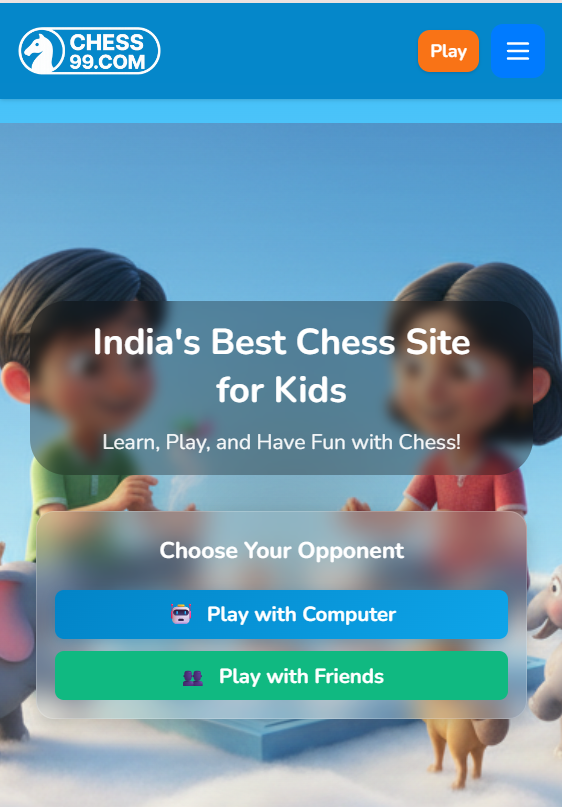 CHESS
99.COM
Play
India's Best Chess Site
for Kids
Learn, Play, and Have Fun with Chess!
Choose Your Opponent
Play with Computer
Play with Friends